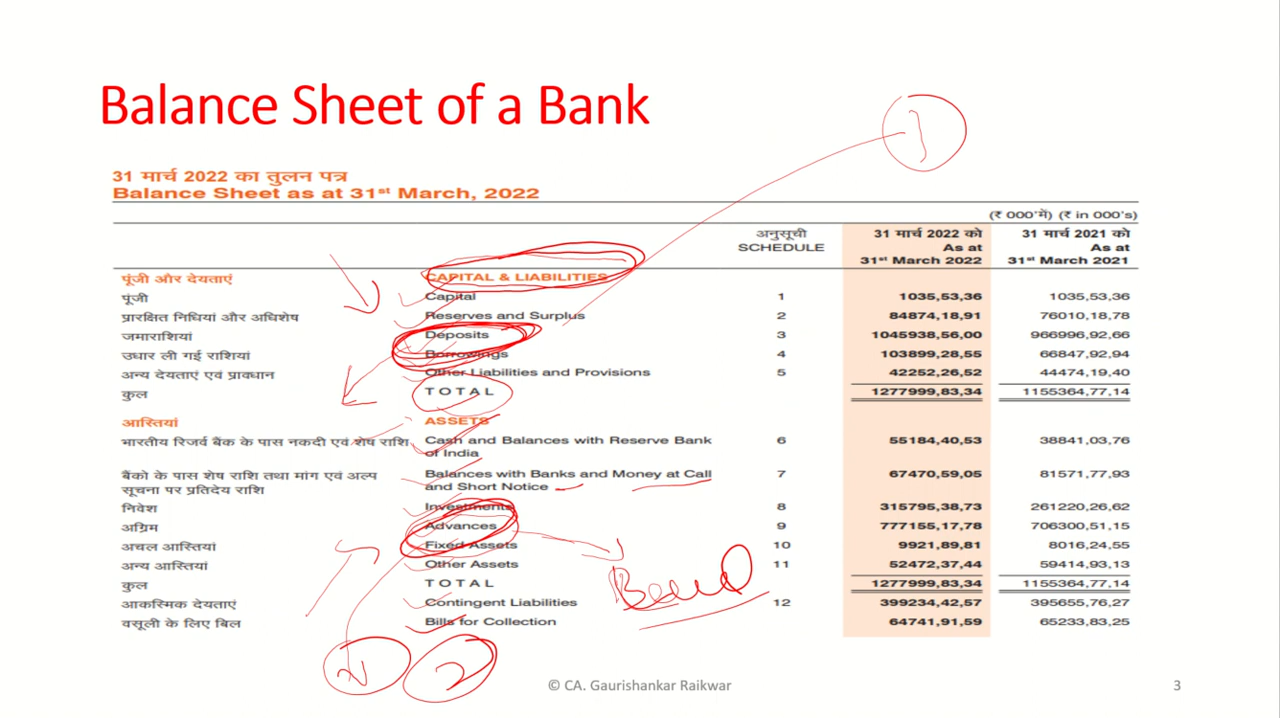 Balance Sheet of a Bank
31 मार्च 2022 का तुलन पत्र
Balance Sheet as at 31st March, 2022
(₹ 000'में) (₹ in 000's)
अनुसूची SCHEDULE 31 मार्च 2022 को As at 31st March 2022 31 मार्च 2021 को As at 31st March 2021
पूंजी और देयताएं CAPITAL & LIABILITIES
पूंजी Capital 1 1035,53,36 1035,53,36
प्रारक्षित निधियां और अधिशेष Reserves and Surplus 2 84874,18,91 76010,18,78
जमाराशियां Deposits 3 1045938,56,00 966996,92,66
उधार ली गई राशियां Borrowings 4 103899,28,55 66847,92,94
अन्य देयताएं एवं प्रावधान Other Liabilities and Provisions 5 42252,26,52 44474,19,40
कुल TOTAL 1277999,83,34 1155364,77,14
आस्तियां ASSETS
भारतीय रिजर्व बैंक के पास नकदी एवं शेष राशि Cash and Balances with Reserve Bank of India 6 55184,40,53 38841,03,76
बैंको के पास शेष राशि तथा मांग एवं अल्प सूचना पर प्रतिदेय राशि Balances with Banks and Money at Call and Short Notice 7 67470,59,05 81571,77,93
निवेश Investments 8 315795,38,73 261220,26,62
अग्रिम Advances 9 777155,17,78 706300,51,15
अचल आस्तियां Fixed Assets 10 9921,89,81 8016,24,55
अन्य आस्तियां Other Assets 11 52472,37,44 59414,93,13
कुल TOTAL 1277999,83,34 1155364,77,14
आकस्मिक देयताएं Contingent Liabilities 12 399234,42,57 395655,76,27
वसूली के लिए बिल Bills for Collection 64741,91,59 65233,83,25
2
© CA. Gaurishankar Raikwar 3